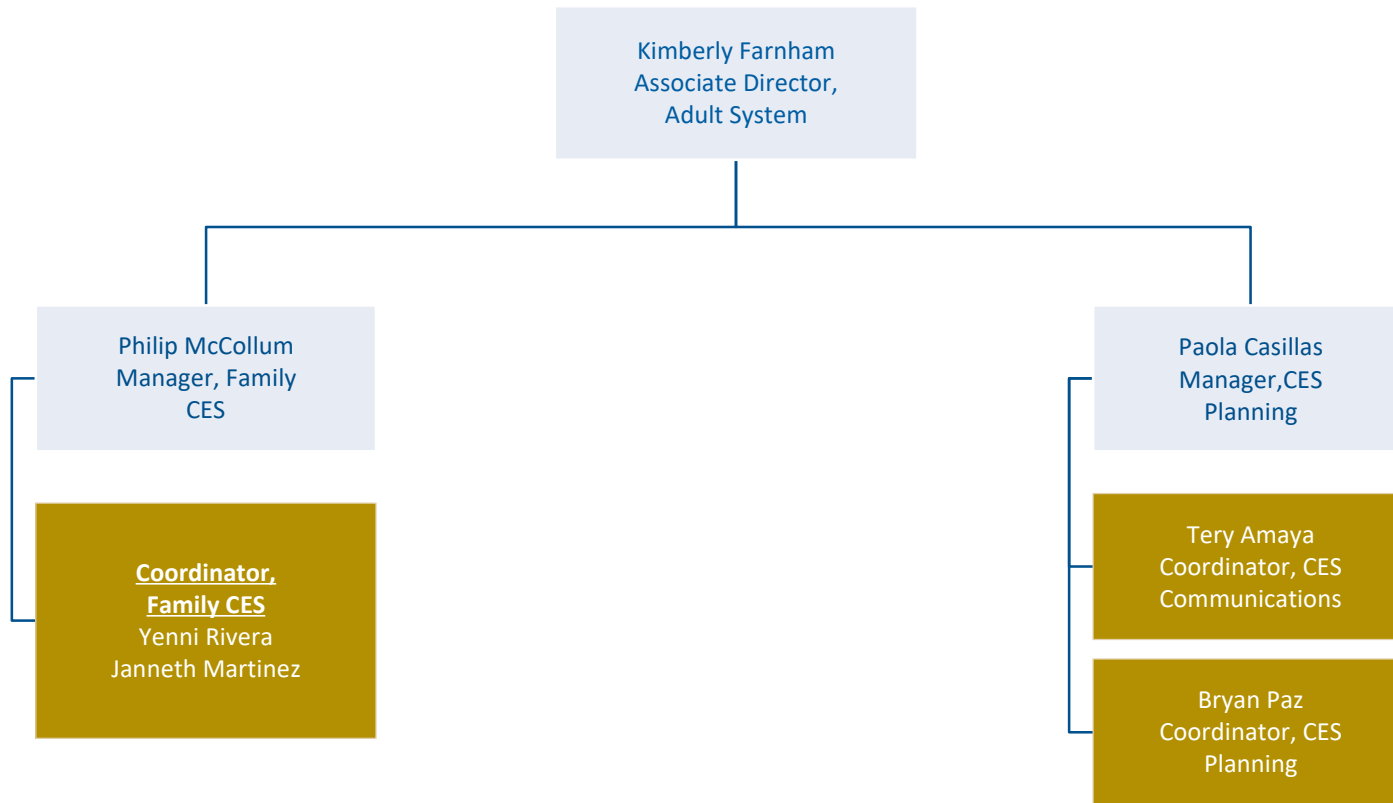 Kimberly Farnham
Associate Director,
Adult System
Philip McCollum
Manager, Family
CES
Paola Casillas
Manager,CES
Planning
Coordinator,
Family CES
Yenni Rivera
Janneth Martinez
Tery Amaya
Coordinator, CES
Communications
Bryan Paz
Coordinator, CES
Planning